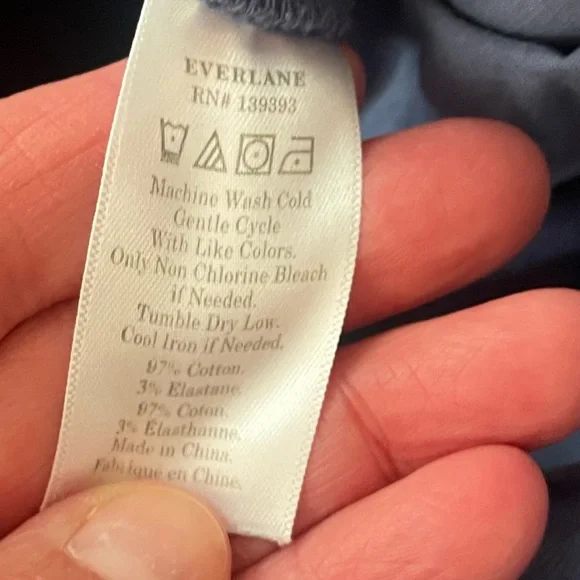 EVERLANE
RN# 139393
Machine Wash Cold
Gentle Cycle
With Like Colors.
Only Non Chlorine Bleach
if Needed.
Tumble Dry Low.
Cool Iron if Needed.
97% Cotton.
3% Elastane.
97% Coton.
3% Élasthanne.
Made in China.
Fabriqué en Chine.